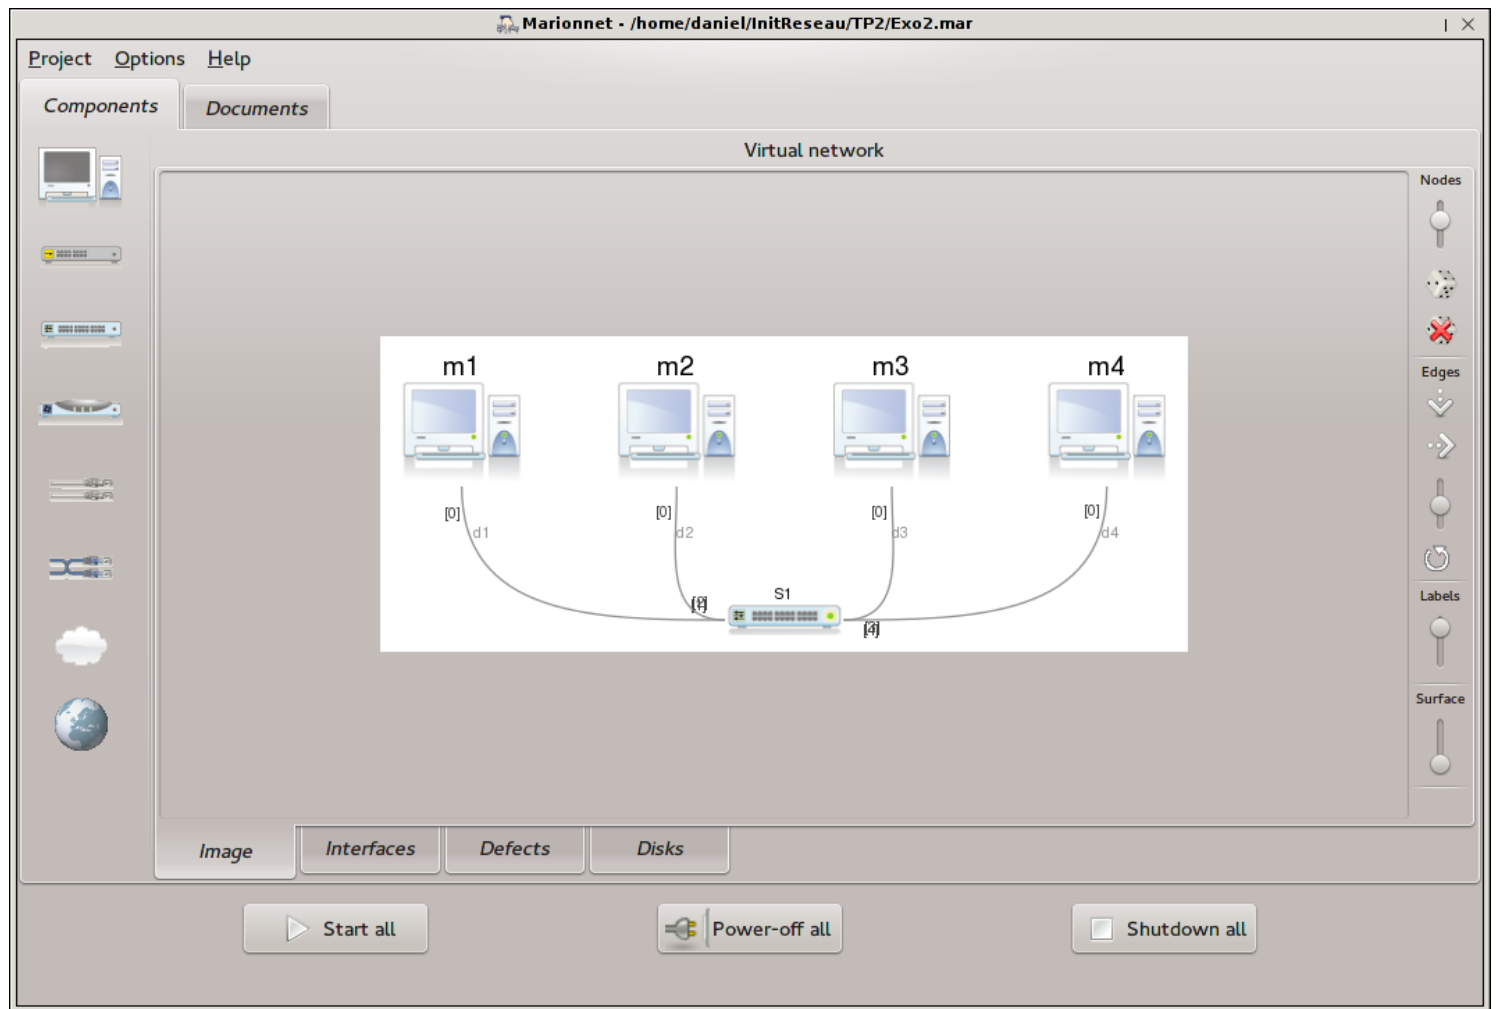 Marionnet - /home/daniel/InitReseau/TP2/Exo2.mar
Project Options Help
Components Documents
Virtual network
Nodes
Edges
Labels
Surface
m1 m2 m3 m4
[0] [0] [0] [0]
d1 d2 d3 d4
S1
Image Interfaces Defects Disks
Start all Power-off all Shutdown all